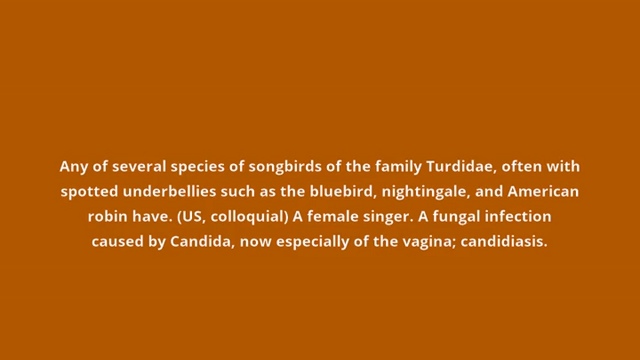 Any of several species of songbirds of the family Turdidae, often with
spotted underbellies such as the bluebird, nightingale, and American
robin have. (US, colloquial) A female singer. A fungal infection
caused by Candida, now especially of the vagina; candidiasis.